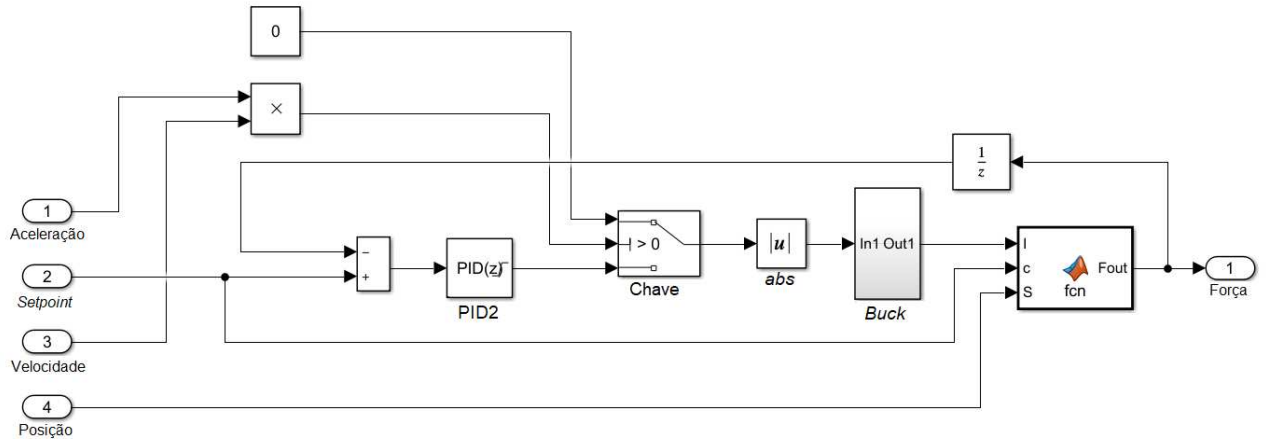 0
×
1
z
1
Aceleração
2
Setpoint
3
Velocidade
4
Posição
−
+
PID(z)
PID2
> 0
Chave
|u|
abs
In1 Out1
Buck
I
c
S
fcn
Fout
1
Força